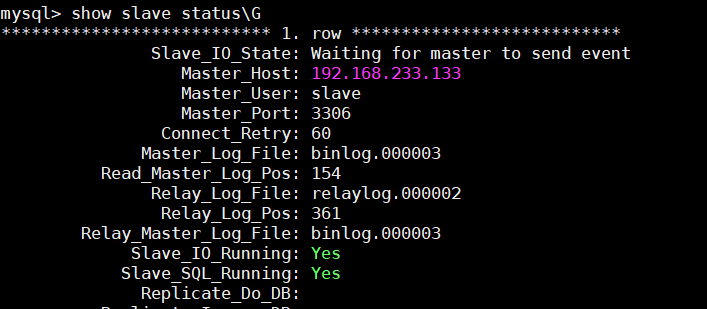 mysql> show slave status\G
*************************** 1. row ***************************
Slave_IO_State: Waiting for master to send event
Master_Host: 192.168.233.133
Master_User: slave
Master_Port: 3306
Connect_Retry: 60
Master_Log_File: binlog.000003
Read_Master_Log_Pos: 154
Relay_Log_File: relaylog.000002
Relay_Log_Pos: 361
Relay_Master_Log_File: binlog.000003
Slave_IO_Running: Yes
Slave_SQL_Running: Yes
Replicate_Do_DB: